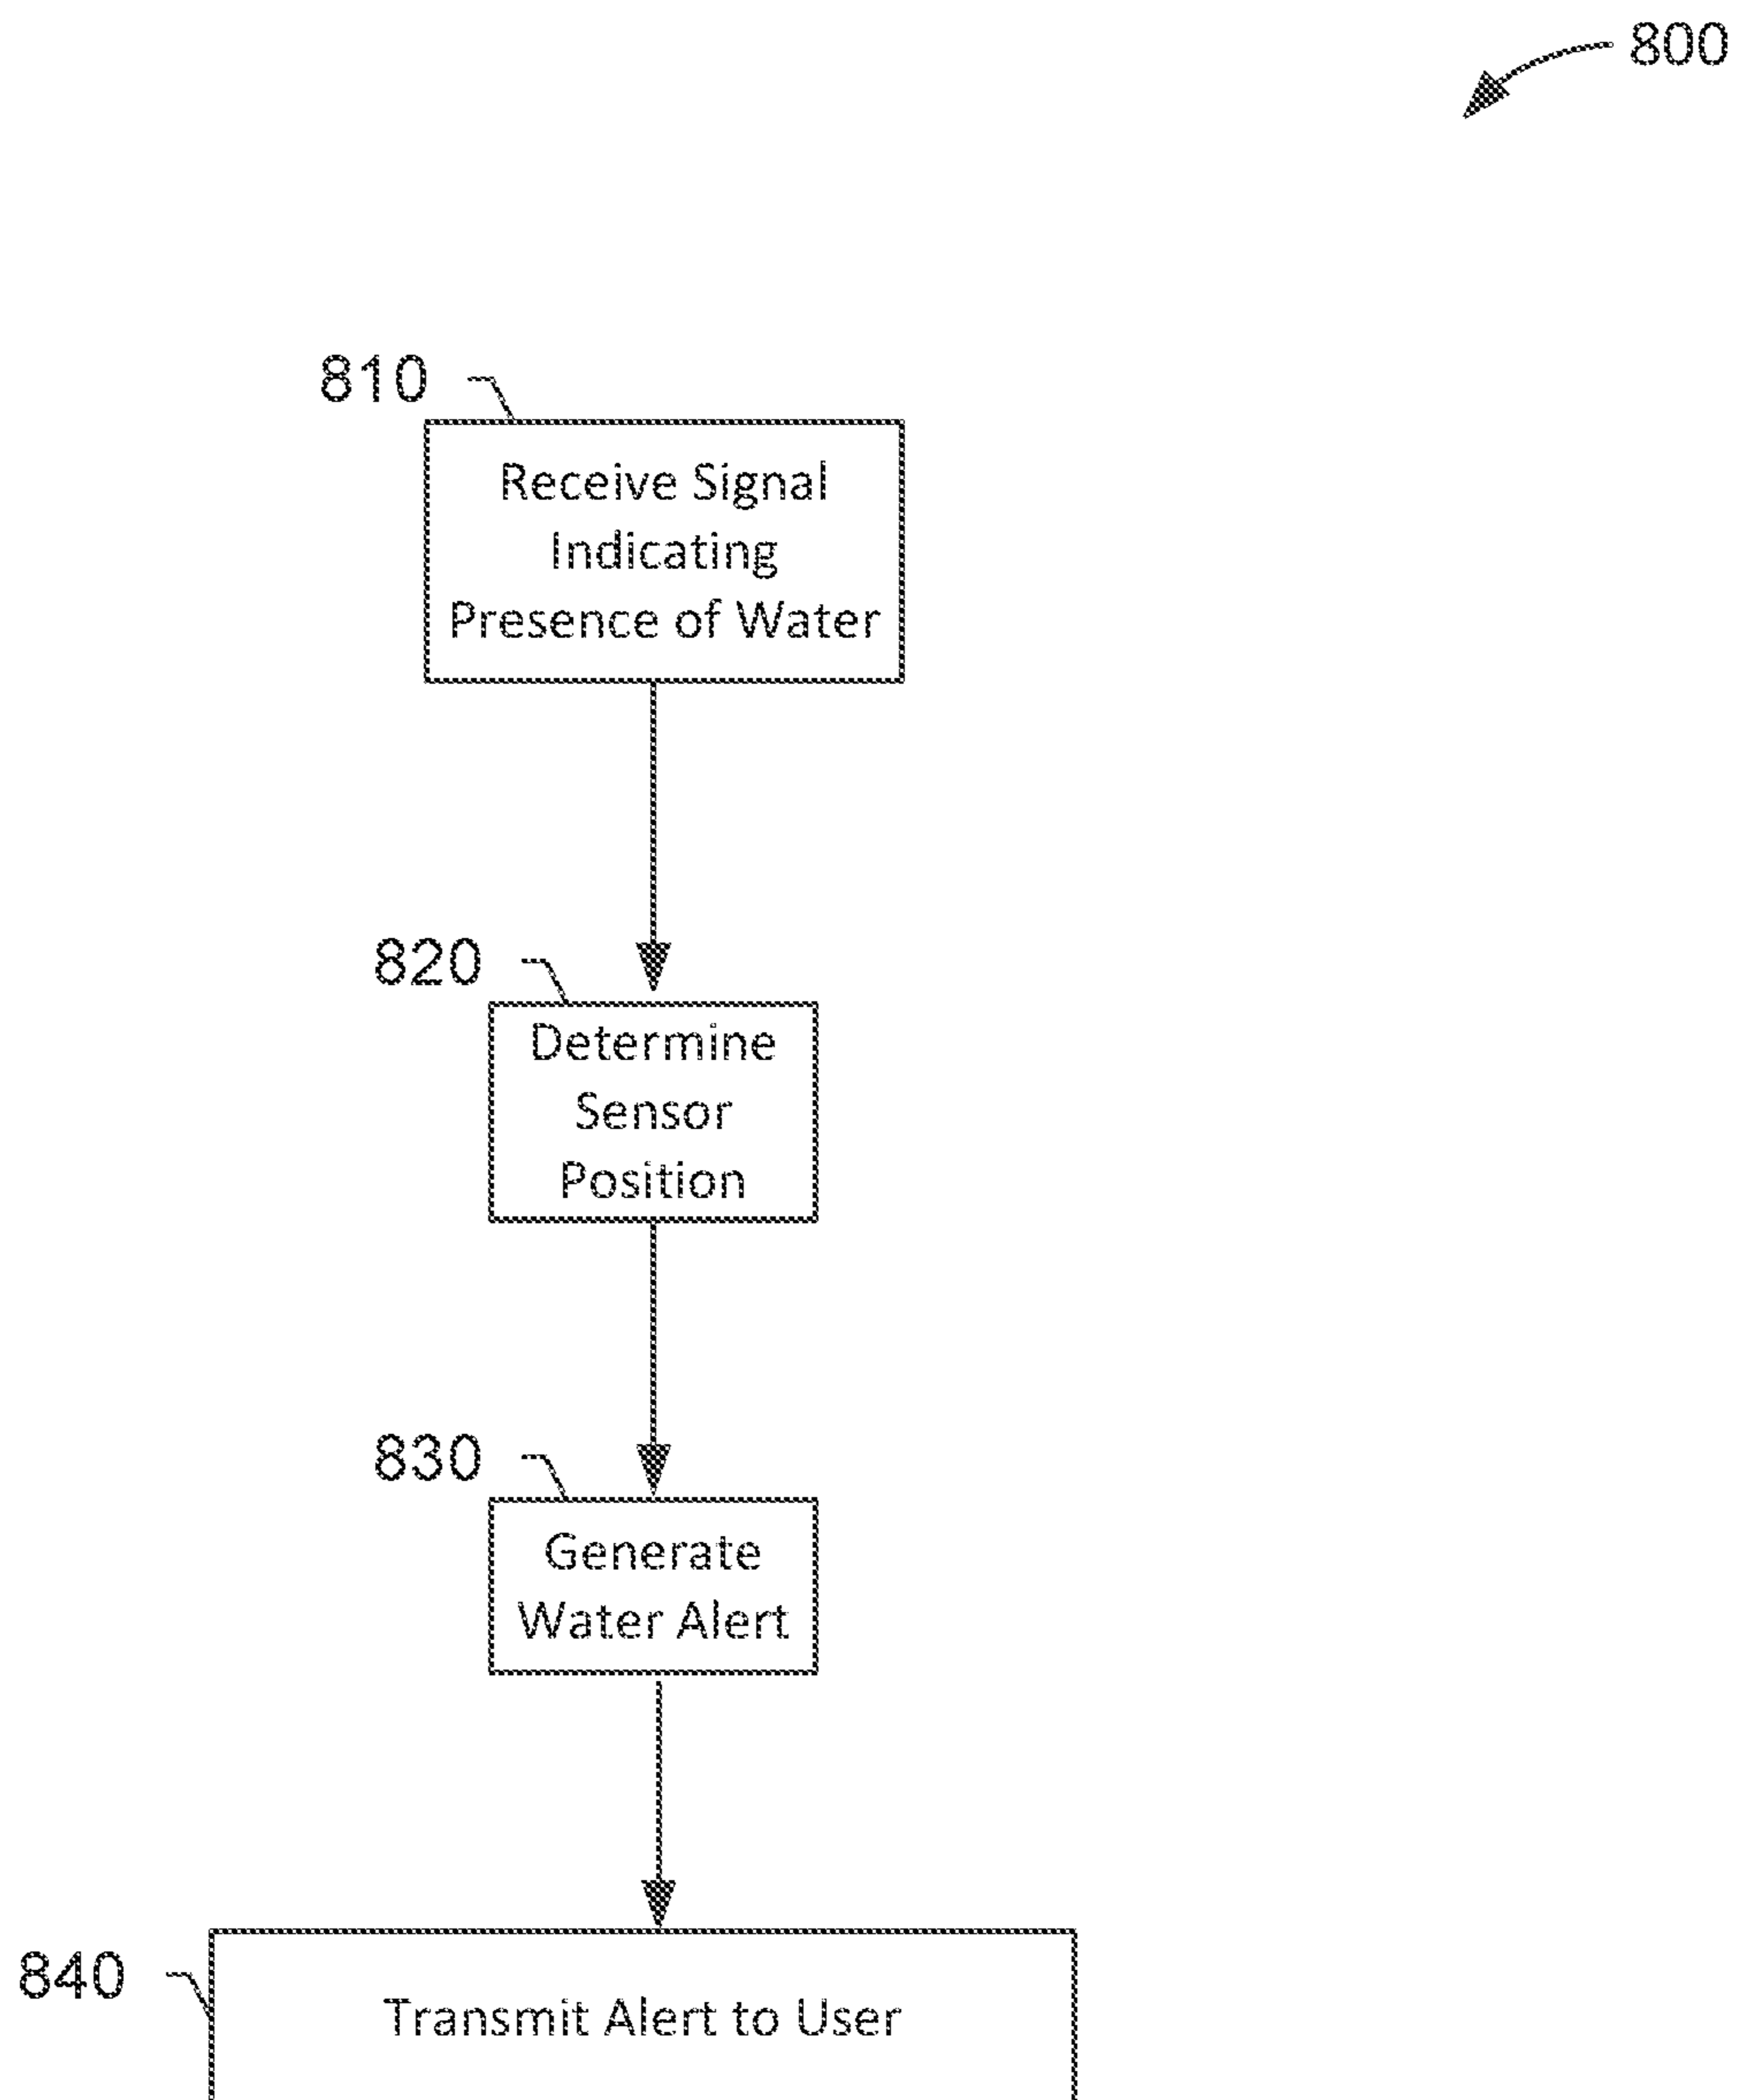 800
810
Receive Signal
Indicating
Presence of Water
820
Determine
Sensor
Position
830
Generate
Water Alert
840
Transmit Alert to User